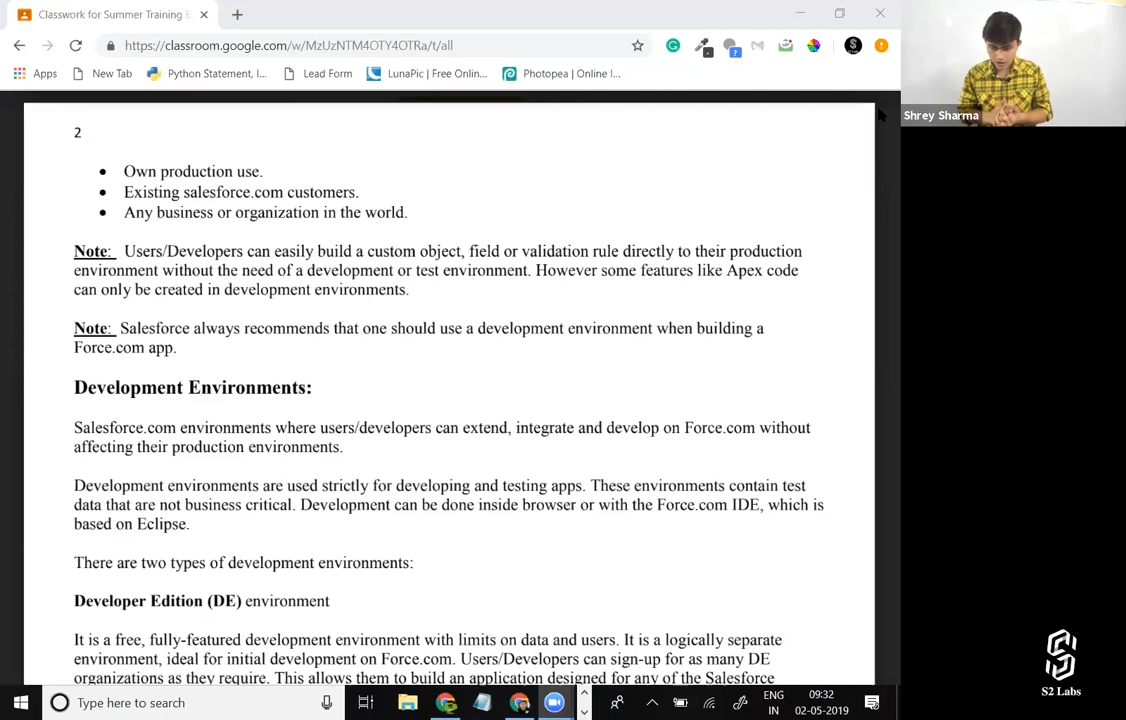 Classwork for Summer Training E
https://classroom.google.com/w/MzUzNTM4OTY4OTRa/t/all
Apps
New Tab
Python Statement, I...
Lead Form
LunaPic | Free Onlin...
Photopea | Online I...
Shrey Sharma
2
• Own production use.
• Existing salesforce.com customers.
• Any business or organization in the world.
Note: Users/Developers can easily build a custom object, field or validation rule directly to their production
environment without the need of a development or test environment. However some features like Apex code
can only be created in development environments.
Note: Salesforce always recommends that one should use a development environment when building a
Force.com app.
Development Environments:
Salesforce.com environments where users/developers can extend, integrate and develop on Force.com without
affecting their production environments.
Development environments are used strictly for developing and testing apps. These environments contain test
data that are not business critical. Development can be done inside browser or with the Force.com IDE, which is
based on Eclipse.
There are two types of development environments:
Developer Edition (DE) environment
It is a free, fully-featured development environment with limits on data and users. It is a logically separate
environment, ideal for initial development on Force.com. Users/Developers can sign-up for as many DE
organizations as they require. This allows them to build an application designed for any of the Salesforce
S2 Labs
Type here to search
ENG
IN
09:32
02-05-2019